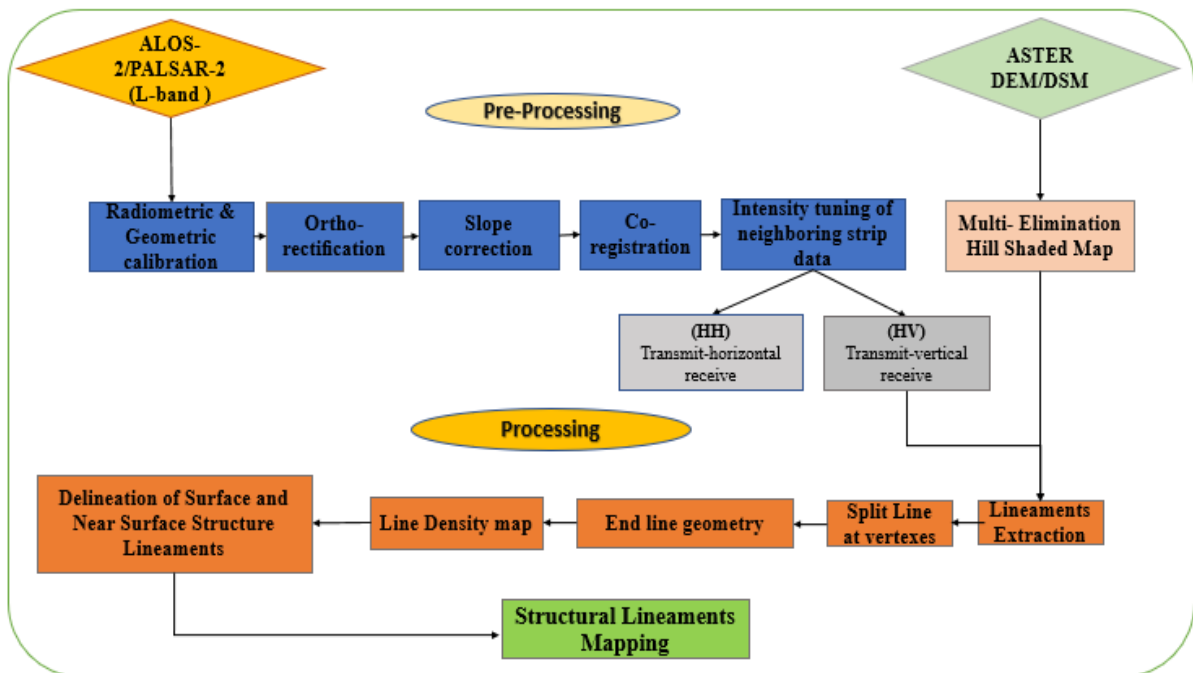 ALOS-
2/PALSAR-2
(L-band )
ASTER
DEM/DSM
Pre-Processing
Radiometric &
Geometric
calibration
Ortho-
rectification
Slope
correction
Co-
registration
Intensity tuning of
neighboring strip
data
Multi- Elimination
Hill Shaded Map
(HH)
Transmit-horizontal
receive
(HV)
Transmit-vertical
receive
Processing
Delineation of Surface and
Near Surface Structure
Lineaments
Line Density map
End line geometry
Split Line
at vertexes
Lineaments
Extraction
Structural Lineaments
Mapping